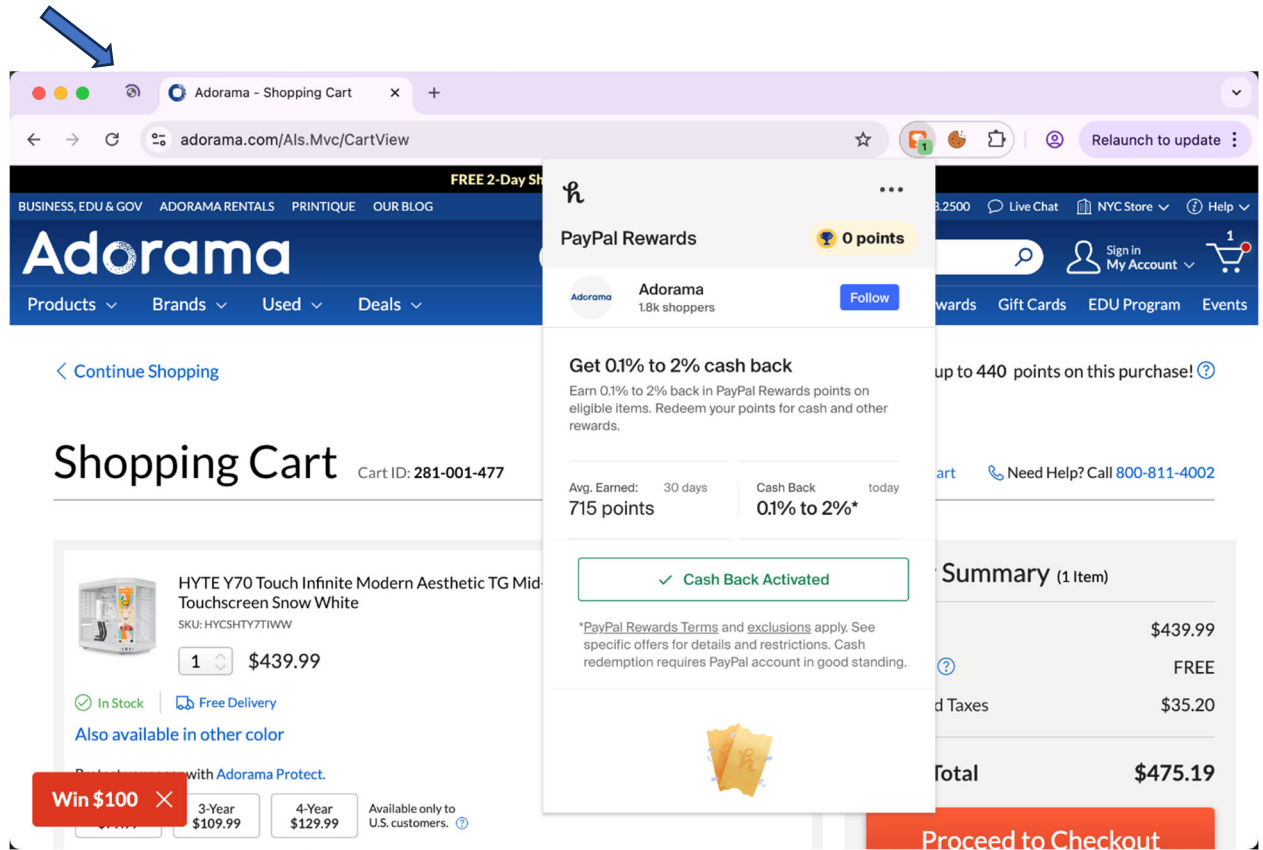 Adorama - Shopping Cart
adorama.com/Als.Mvc/CartView
1
Relaunch to update
FREE 2-Day
BUSINESS, EDU & GOV ADORAMA RENTALS PRINTIQUE OUR BLOG
.2500 Live Chat NYC Store Help
Adorama
Sign in
My Account
1
Products Brands Used Deals
wards Gift Cards EDU Program Events
h
PayPal Rewards
0 points
Adorama
Adorama
1.8k shoppers
Follow
Get 0.1% to 2% cash back
Earn 0.1% to 2% back in PayPal Rewards points on
eligible items. Redeem your points for cash and other
rewards.
Avg. Earned: 30 days
715 points
Cash Back today
0.1% to 2%*
Cash Back Activated
*PayPal Rewards Terms and exclusions apply. See
specific offers for details and restrictions. Cash
redemption requires PayPal account in good standing.
h
Continue Shopping
up to 440 points on this purchase!
Shopping Cart Cart ID: 281-001-477
art Need Help? Call 800-811-4002
HYTE Y70 Touch Infinite Modern Aesthetic TG Mid-
Touchscreen Snow White
SKU: HYCSHTY7TIWW
1 $439.99
In Stock Free Delivery
Also available in other color
with Adorama Protect.
Win $100
3-Year
$109.99
4-Year
$129.99
Available only to
U.S. customers.
Summary (1 Item)
$439.99
FREE
d Taxes $35.20
Total $475.19
Proceed to Checkout